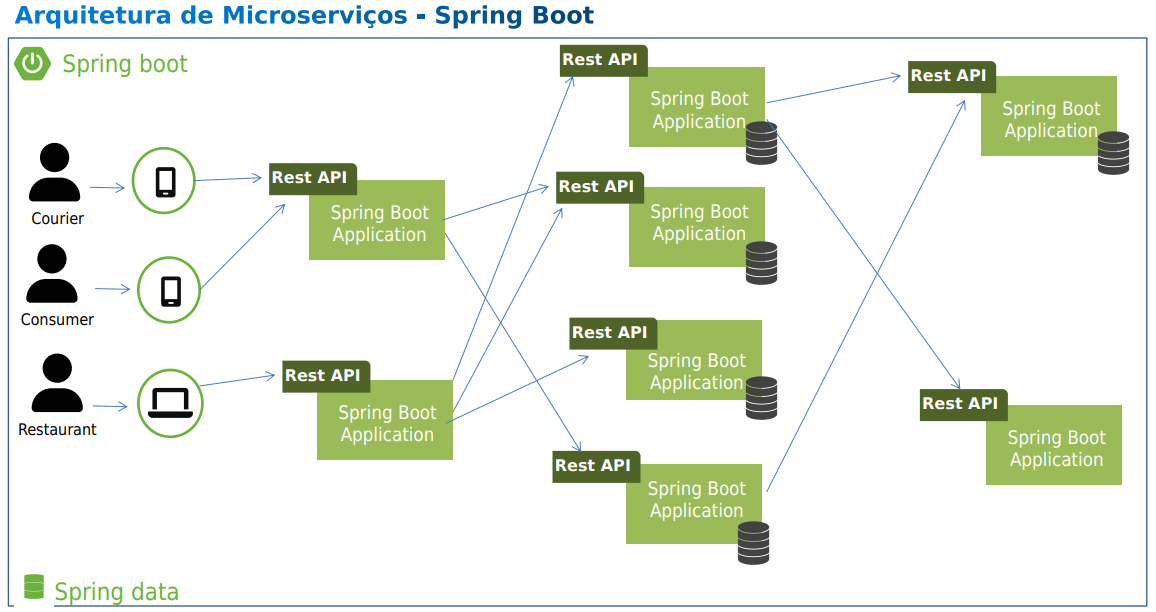 Arquitetura de Microserviços - Spring Boot
Spring boot
Courier
Consumer
Restaurant
Rest API
Spring Boot
Application
Rest API
Spring Boot
Application
Rest API
Spring Boot
Application
Rest API
Spring Boot
Application
Rest API
Spring Boot
Application
Rest API
Spring Boot
Application
Rest API
Spring Boot
Application
Rest API
Spring Boot
Application
Spring data